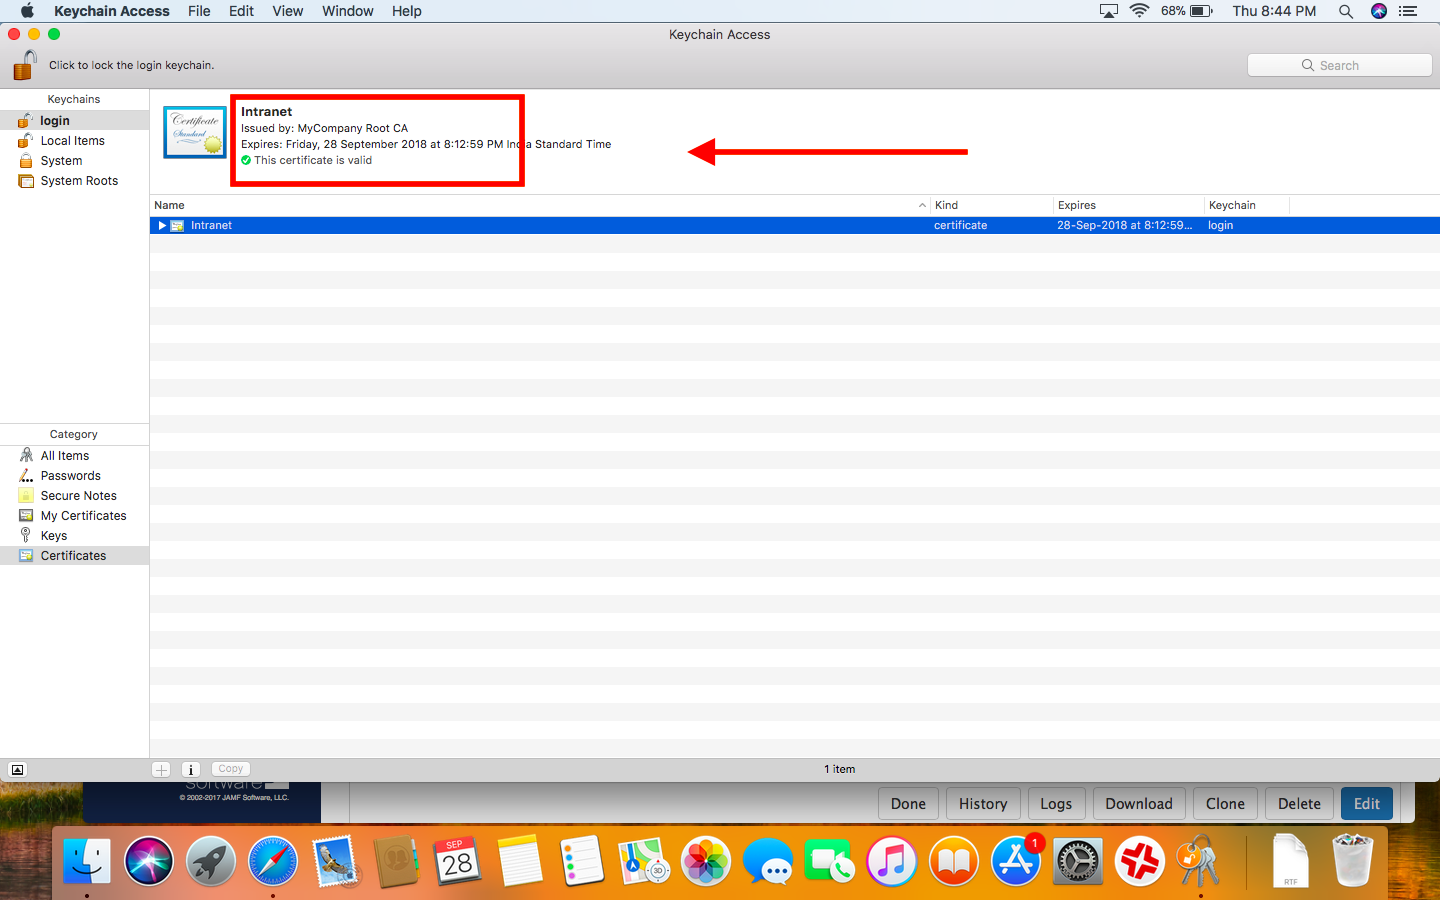 Keychain Access File Edit View Window Help 68% Thu 8:44 PM
Keychain Access
Click to lock the login keychain.
Search
Keychains
login
Local Items
System
System Roots
Certificate
Standard
Intranet
Issued by: MyCompany Root CA
Expires: Friday, 28 September 2018 at 8:12:59 PM India Standard Time
This certificate is valid
Name Kind Expires Keychain
Intranet certificate 28-Sep-2018 at 8:12:59... login
Category
All Items
Passwords
Secure Notes
My Certificates
Keys
Certificates
Copy
1 item
software
© 2002-2017 JAMF Software, LLC.
Done History Logs Download Clone Delete Edit
SEP
28
3D
1
RTF